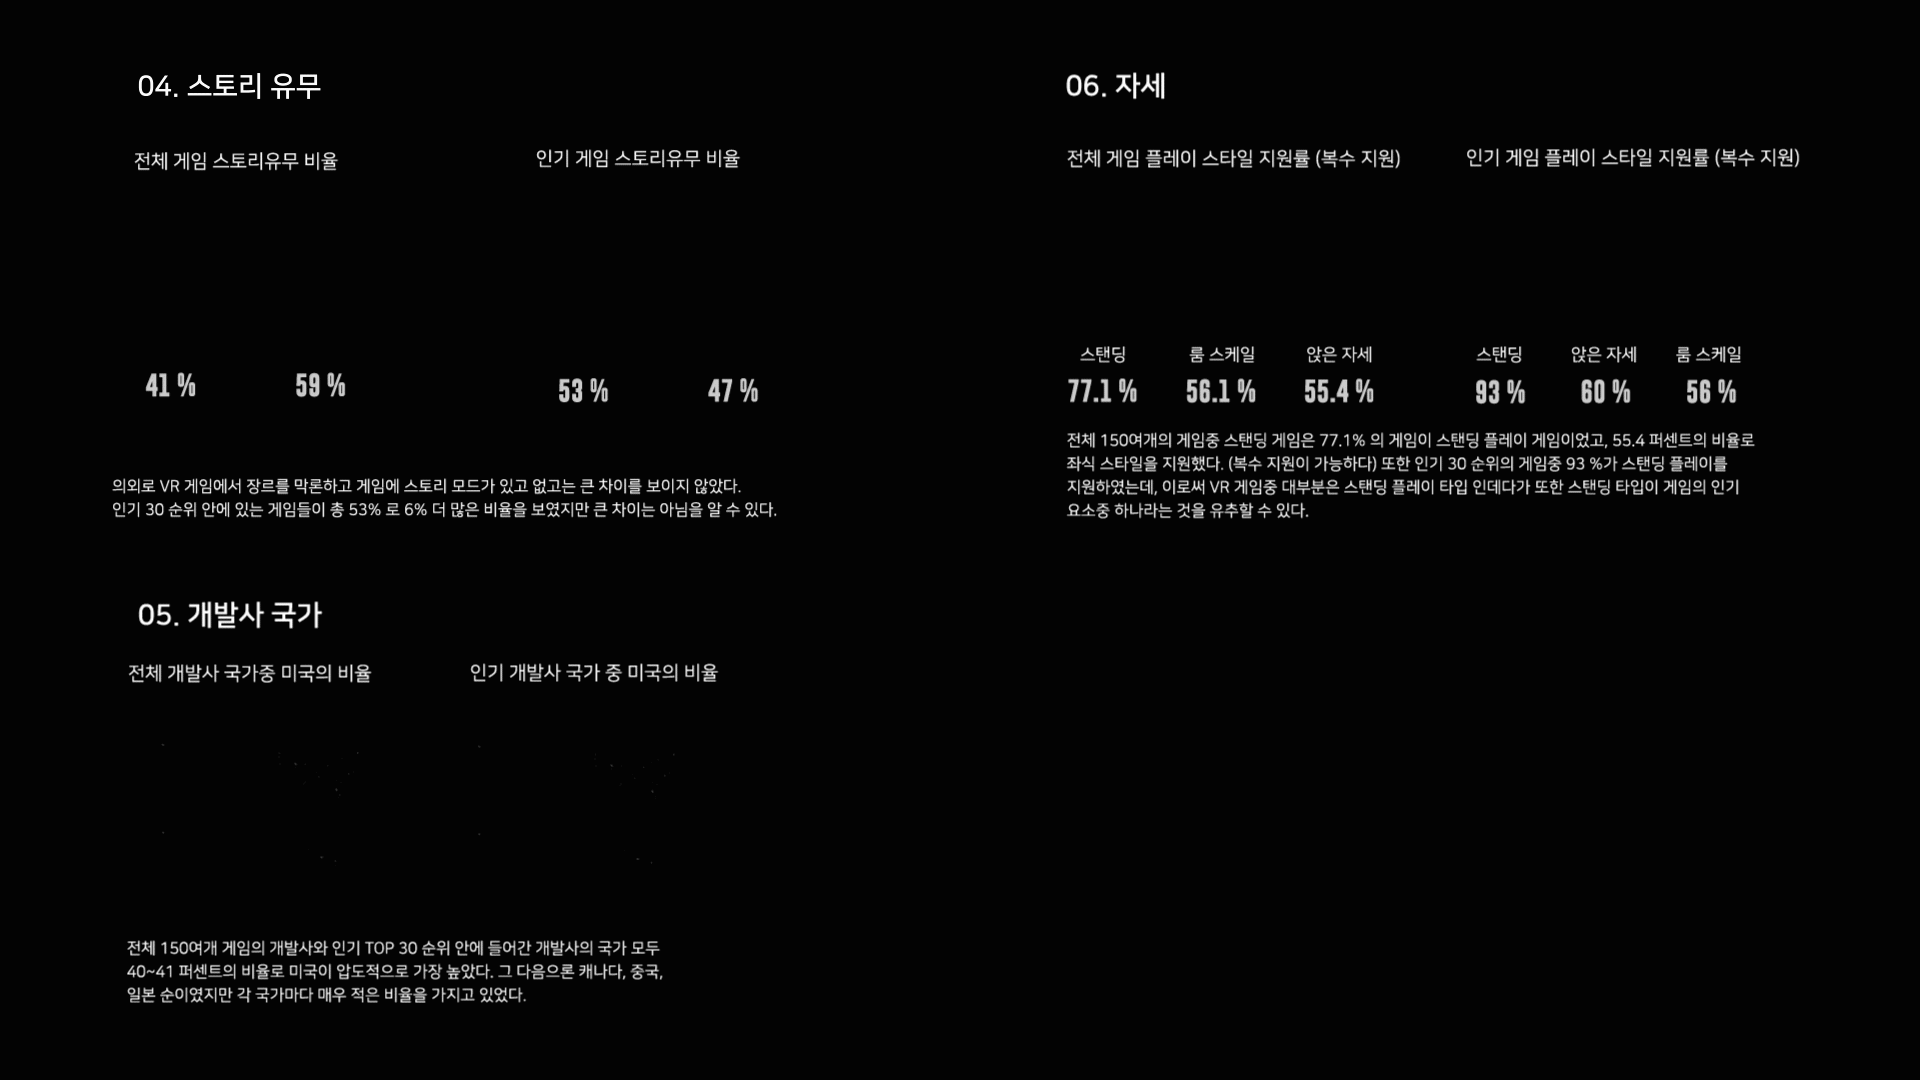 04. 스토리 유무
전체 게임 스토리유무 비율
인기 게임 스토리유무 비율
41 %
59 %
53 %
47 %
의외로 VR 게임에서 장르를 막론하고 게임에 스토리 모드가 있고 없고는 큰 차이를 보이지 않았다.
인기 30 순위 안에 있는 게임들이 총 53% 로 6% 더 많은 비율을 보였지만 큰 차이는 아님을 알 수 있다.
05. 개발사 국가
전체 개발사 국가중 미국의 비율
인기 개발사 국가 중 미국의 비율
전체 150여개 게임의 개발사와 인기 TOP 30 순위 안에 들어간 개발사의 국가 모두
40~41 퍼센트의 비율로 미국이 압도적으로 가장 높았다. 그 다음으론 캐나다, 중국,
일본 순이였지만 각 국가마다 매우 적은 비율을 가지고 있었다.
06. 자세
전체 게임 플레이 스타일 지원률 (복수 지원)
인기 게임 플레이 스타일 지원률 (복수 지원)
스탠딩
룸 스케일
앉은 자세
77.1 %
56.1 %
55.4 %
스탠딩
앉은 자세
룸 스케일
93 %
60 %
56 %
전체 150여개의 게임중 스탠딩 게임은 77.1% 의 게임이 스탠딩 플레이 게임이었고, 55.4 퍼센트의 비율로
좌식 스타일을 지원했다. (복수 지원이 가능하다) 또한 인기 30 순위의 게임중 93 %가 스탠딩 플레이를
지원하였는데, 이로써 VR 게임중 대부분은 스탠딩 플레이 타입 인데다가 또한 스탠딩 타입이 게임의 인기
요소중 하나라는 것을 유추할 수 있다.